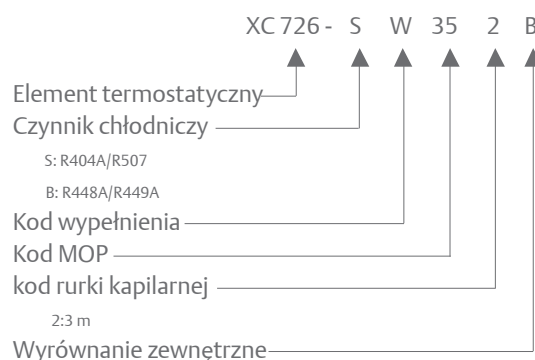 XC 726 - S W 35 2 B
Element termostatyczny
Czynnik chłodniczy
S: R404A/R507
B: R448A/R449A
Kod wypełnienia
Kod MOP
kod rurki kapilarnej
2:3 m
Wyrównanie zewnętrzne